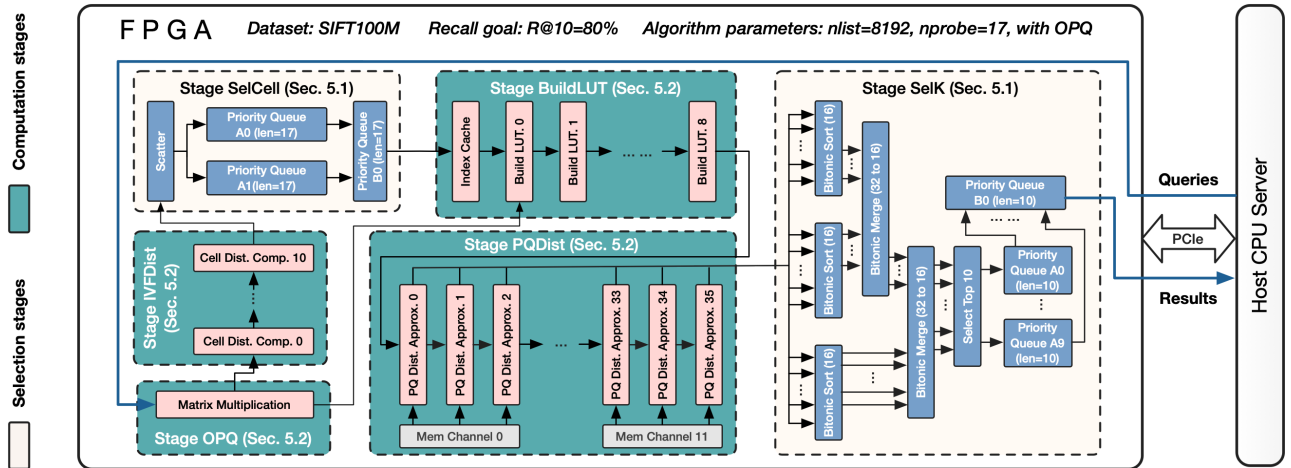 Computation stages
Selection stages
FPGA
Dataset: SIFT100M
Recall goal: R@10=80%
Algorithm parameters: nlist=8192, nprobe=17, with OPQ
Stage SelCell (Sec. 5.1)
Scatter
Priority Queue
A0 (len=17)
Priority Queue
A1(len=17)
Priority Queue
B0 (len=17)
Stage BuildLUT (Sec. 5.2)
Index Cache
Build LUT. 0
Build LUT. 1
... ...
Build LUT. 8
Stage IVFDist
(Sec. 5.2)
Cell Dist. Comp. 10
Cell Dist. Comp. 0
Matrix Multiplication
Stage OPQ (Sec. 5.2)
Stage PQDist (Sec. 5.2)
PQ Dist. Approx. 0
PQ Dist. Approx. 1
PQ Dist. Approx. 2
...
PQ Dist. Approx. 33
PQ Dist. Approx. 34
PQ Dist. Approx. 35
Mem Channel 0
Mem Channel 11
Stage SelK (Sec. 5.1)
Bitonic Sort (16)
Bitonic Sort (16)
Bitonic Sort (16)
Bitonic Merge (32 to 16)
Bitonic Merge (32 to 16)
Select Top 10
Priority Queue
B0 (len=10)
... ...
Priority
Queue A0
(len=10)
Priority
Queue A9
(len=10)
Queries
PCIe
Results
Host CPU Server